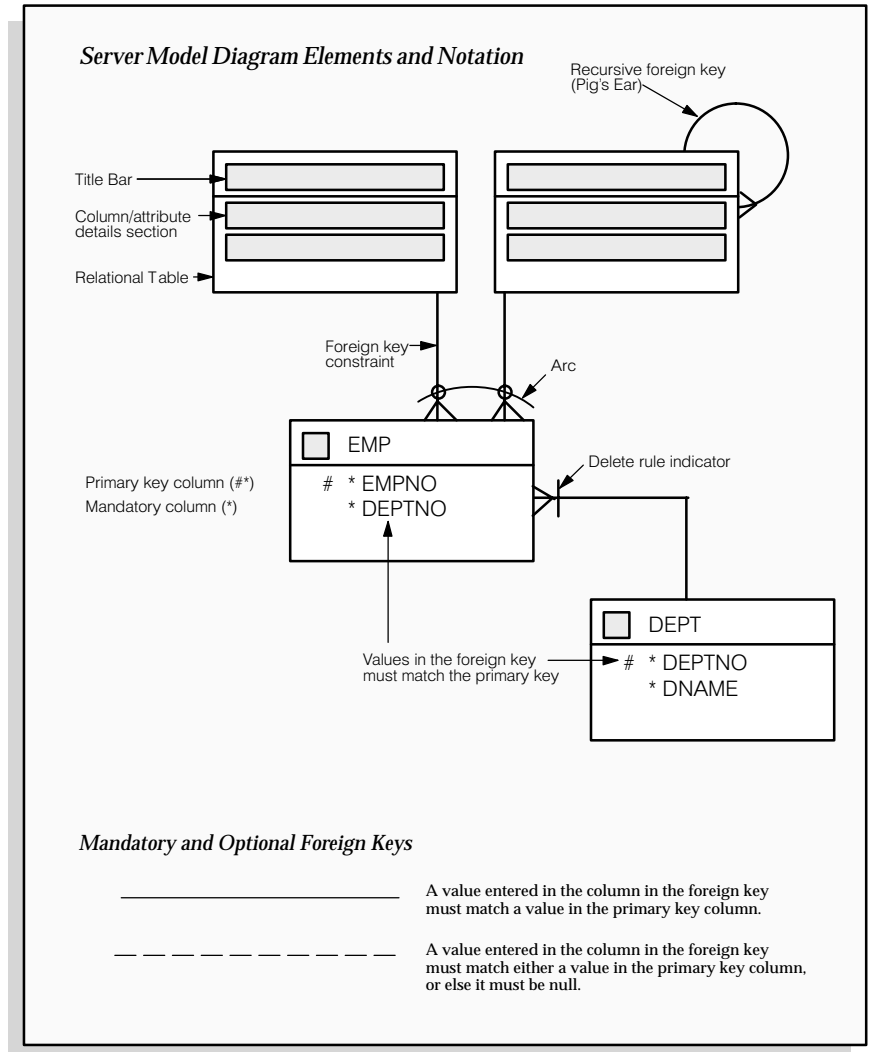 Server Model Diagram Elements and Notation
Recursive foreign key
(Pig's Ear)
Title Bar
Column/attribute
details section
Relational Table
Foreign key
constraint
Arc
EMP
Delete rule indicator
Primary key column (#*)
# * EMPNO
Mandatory column (*)
* DEPTNO
DEPT
Values in the foreign key
must match the primary key
# * DEPTNO
* DNAME
Mandatory and Optional Foreign Keys
A value entered in the column in the foreign key
must match a value in the primary key column.
A value entered in the column in the foreign key
must match either a value in the primary key column,
or else it must be null.